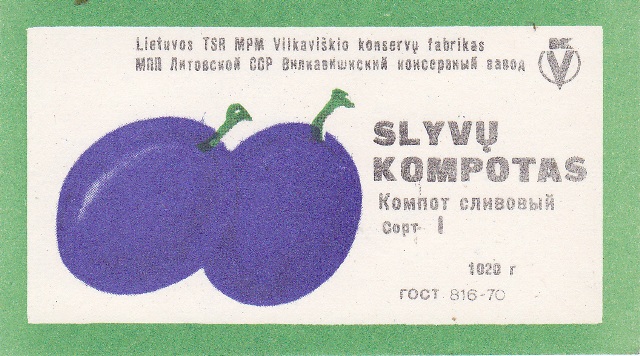 Lietuvos TSR MPM Vilkaviškio konservų fabrikas
МПП Литовской ССР Вилкавишкиский консервный завод
SLYVŲ
KOMPOTAS
Компот сливовый
Сорт I
1020 г
ГОСТ 816-70